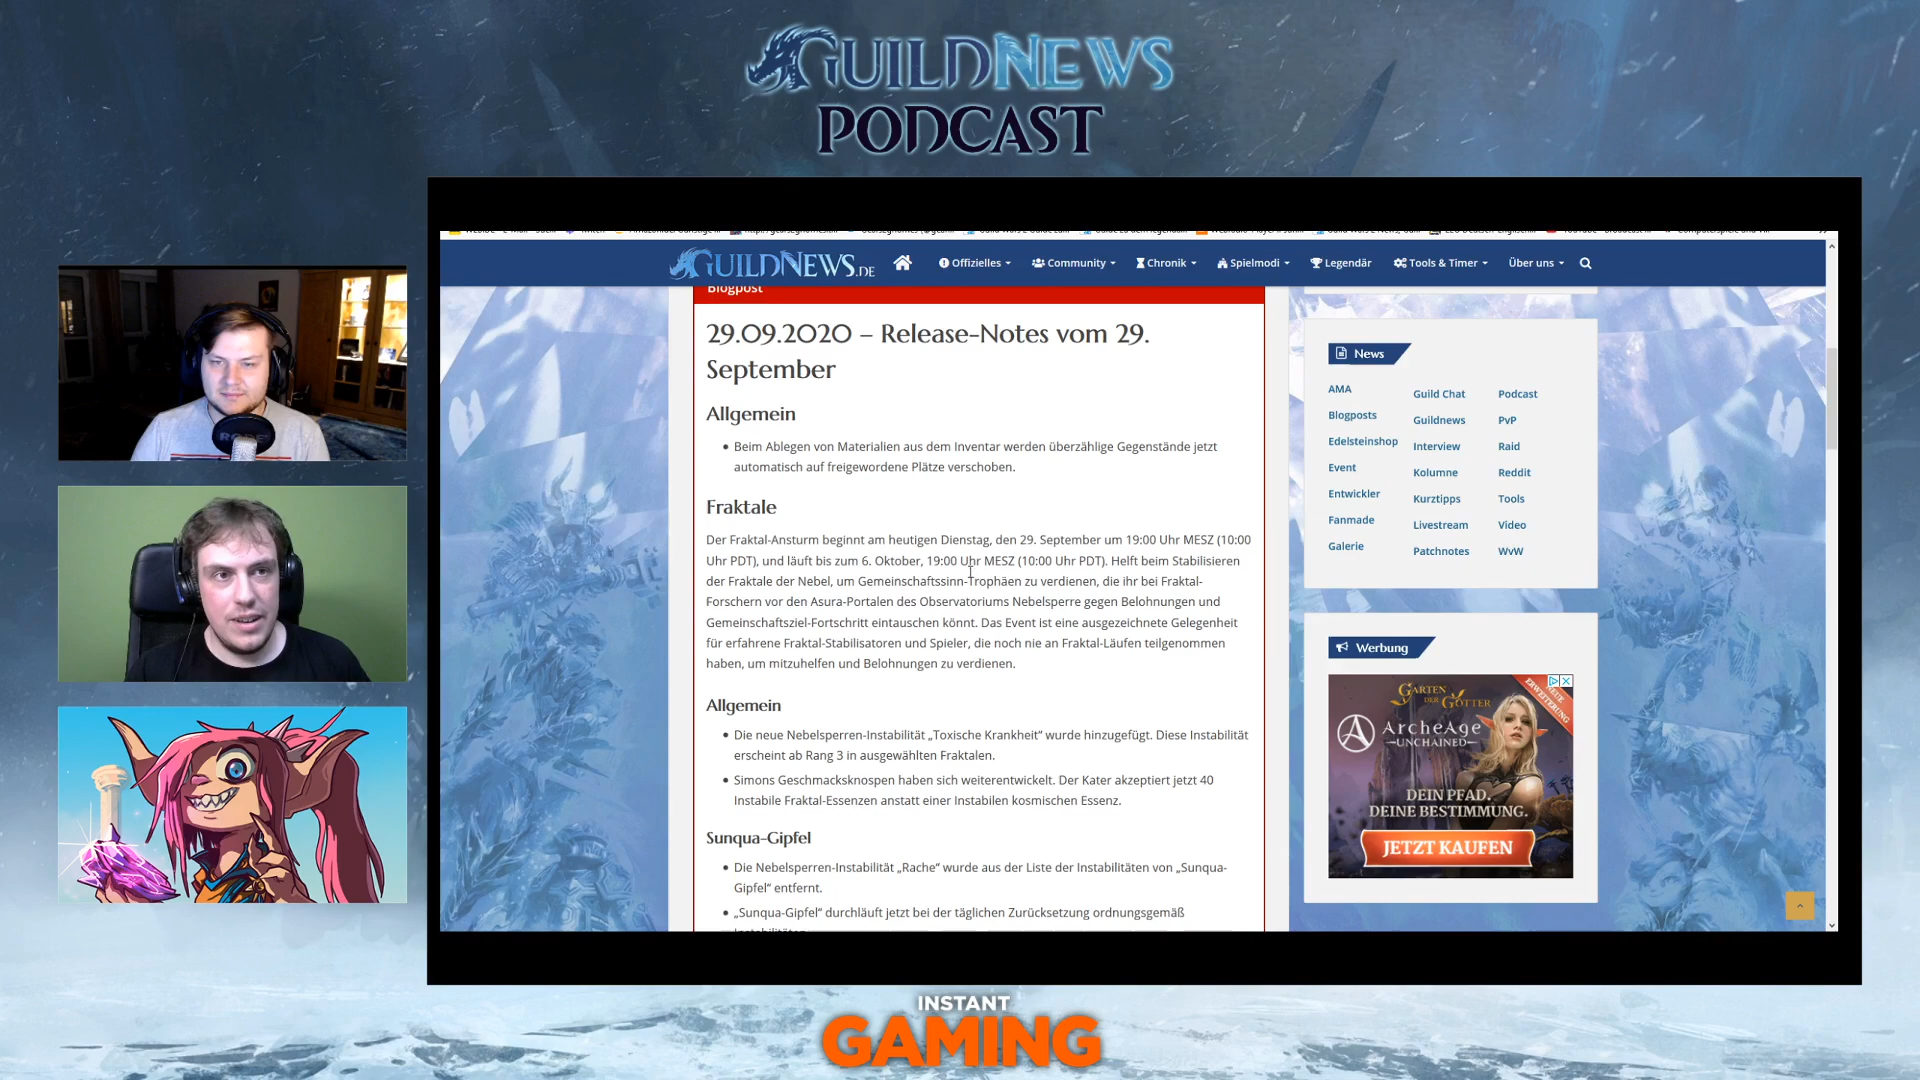 GUILDNEWS
PODCAST
GUILDNEWS.DE
Offizielles
Community
Chronik
Spielmodi
Legendär
Tools & Timer
Über uns
Blogpost
29.09.2020 – Release-Notes vom 29.
September
Allgemein
Beim Ablegen von Materialien aus dem Inventar werden überzählige Gegenstände jetzt
automatisch auf freigewordene Plätze verschoben.
Fraktale
Der Fraktal-Ansturm beginnt am heutigen Dienstag, den 29. September um 19:00 Uhr MESZ (10:00
Uhr PDT), und läuft bis zum 6. Oktober, 19:00 Uhr MESZ (10:00 Uhr PDT). Helft beim Stabilisieren
der Fraktale der Nebel, um Gemeinschaftssinn-Trophäen zu verdienen, die ihr bei Fraktal-
Forschern vor den Asura-Portalen des Observatoriums Nebelsperre gegen Belohnungen und
Gemeinschaftsziel-Fortschritt eintauschen könnt. Das Event ist eine ausgezeichnete Gelegenheit
für erfahrene Fraktal-Stabilisatoren und Spieler, die noch nie an Fraktal-Läufen teilgenommen
haben, um mitzuhelfen und Belohnungen zu verdienen.
Allgemein
Die neue Nebelsperren-Instabilität „Toxische Krankheit“ wurde hinzugefügt. Diese Instabilität
erscheint ab Rang 3 in ausgewählten Fraktalen.
Simons Geschmacksknospen haben sich weiterentwickelt. Der Kater akzeptiert jetzt 40
Instabile Fraktal-Essenzen anstatt einer Instabilen kosmischen Essenz.
Sunqua-Gipfel
Die Nebelsperren-Instabilität „Rache“ wurde aus der Liste der Instabilitäten von „Sunqua-
Gipfel“ entfernt.
„Sunqua-Gipfel“ durchläuft jetzt bei der täglichen Zurücksetzung ordnungsgemäß
News
AMA
Blogposts
Edelsteinshop
Event
Entwickler
Fanmade
Galerie
Guild Chat
Guildnews
Interview
Kolumne
Kurztipps
Livestream
Patchnotes
Podcast
PvP
Raid
Reddit
Tools
Video
WvW
Werbung
GARTEN
DER GÖTTER
ERWEITERUNG
ARCHEAGE
UNCHAINED
DEIN PFAD.
DEINE BESTIMMUNG.
JETZT KAUFEN
RODE
INSTANT
GAMING